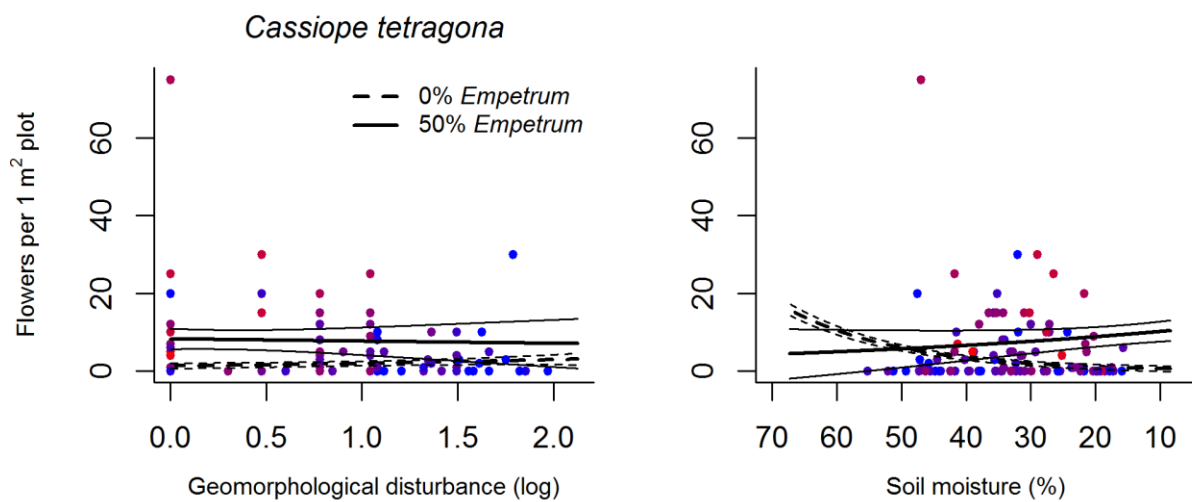 Cassiope tetragona
Flowers per 1 m² plot
60
40
20
0
0% Empetrum
50% Empetrum
0.0 0.5 1.0 1.5 2.0
Geomorphological disturbance (log)
60
40
20
0
70 60 50 40 30 20 10
Soil moisture (%)